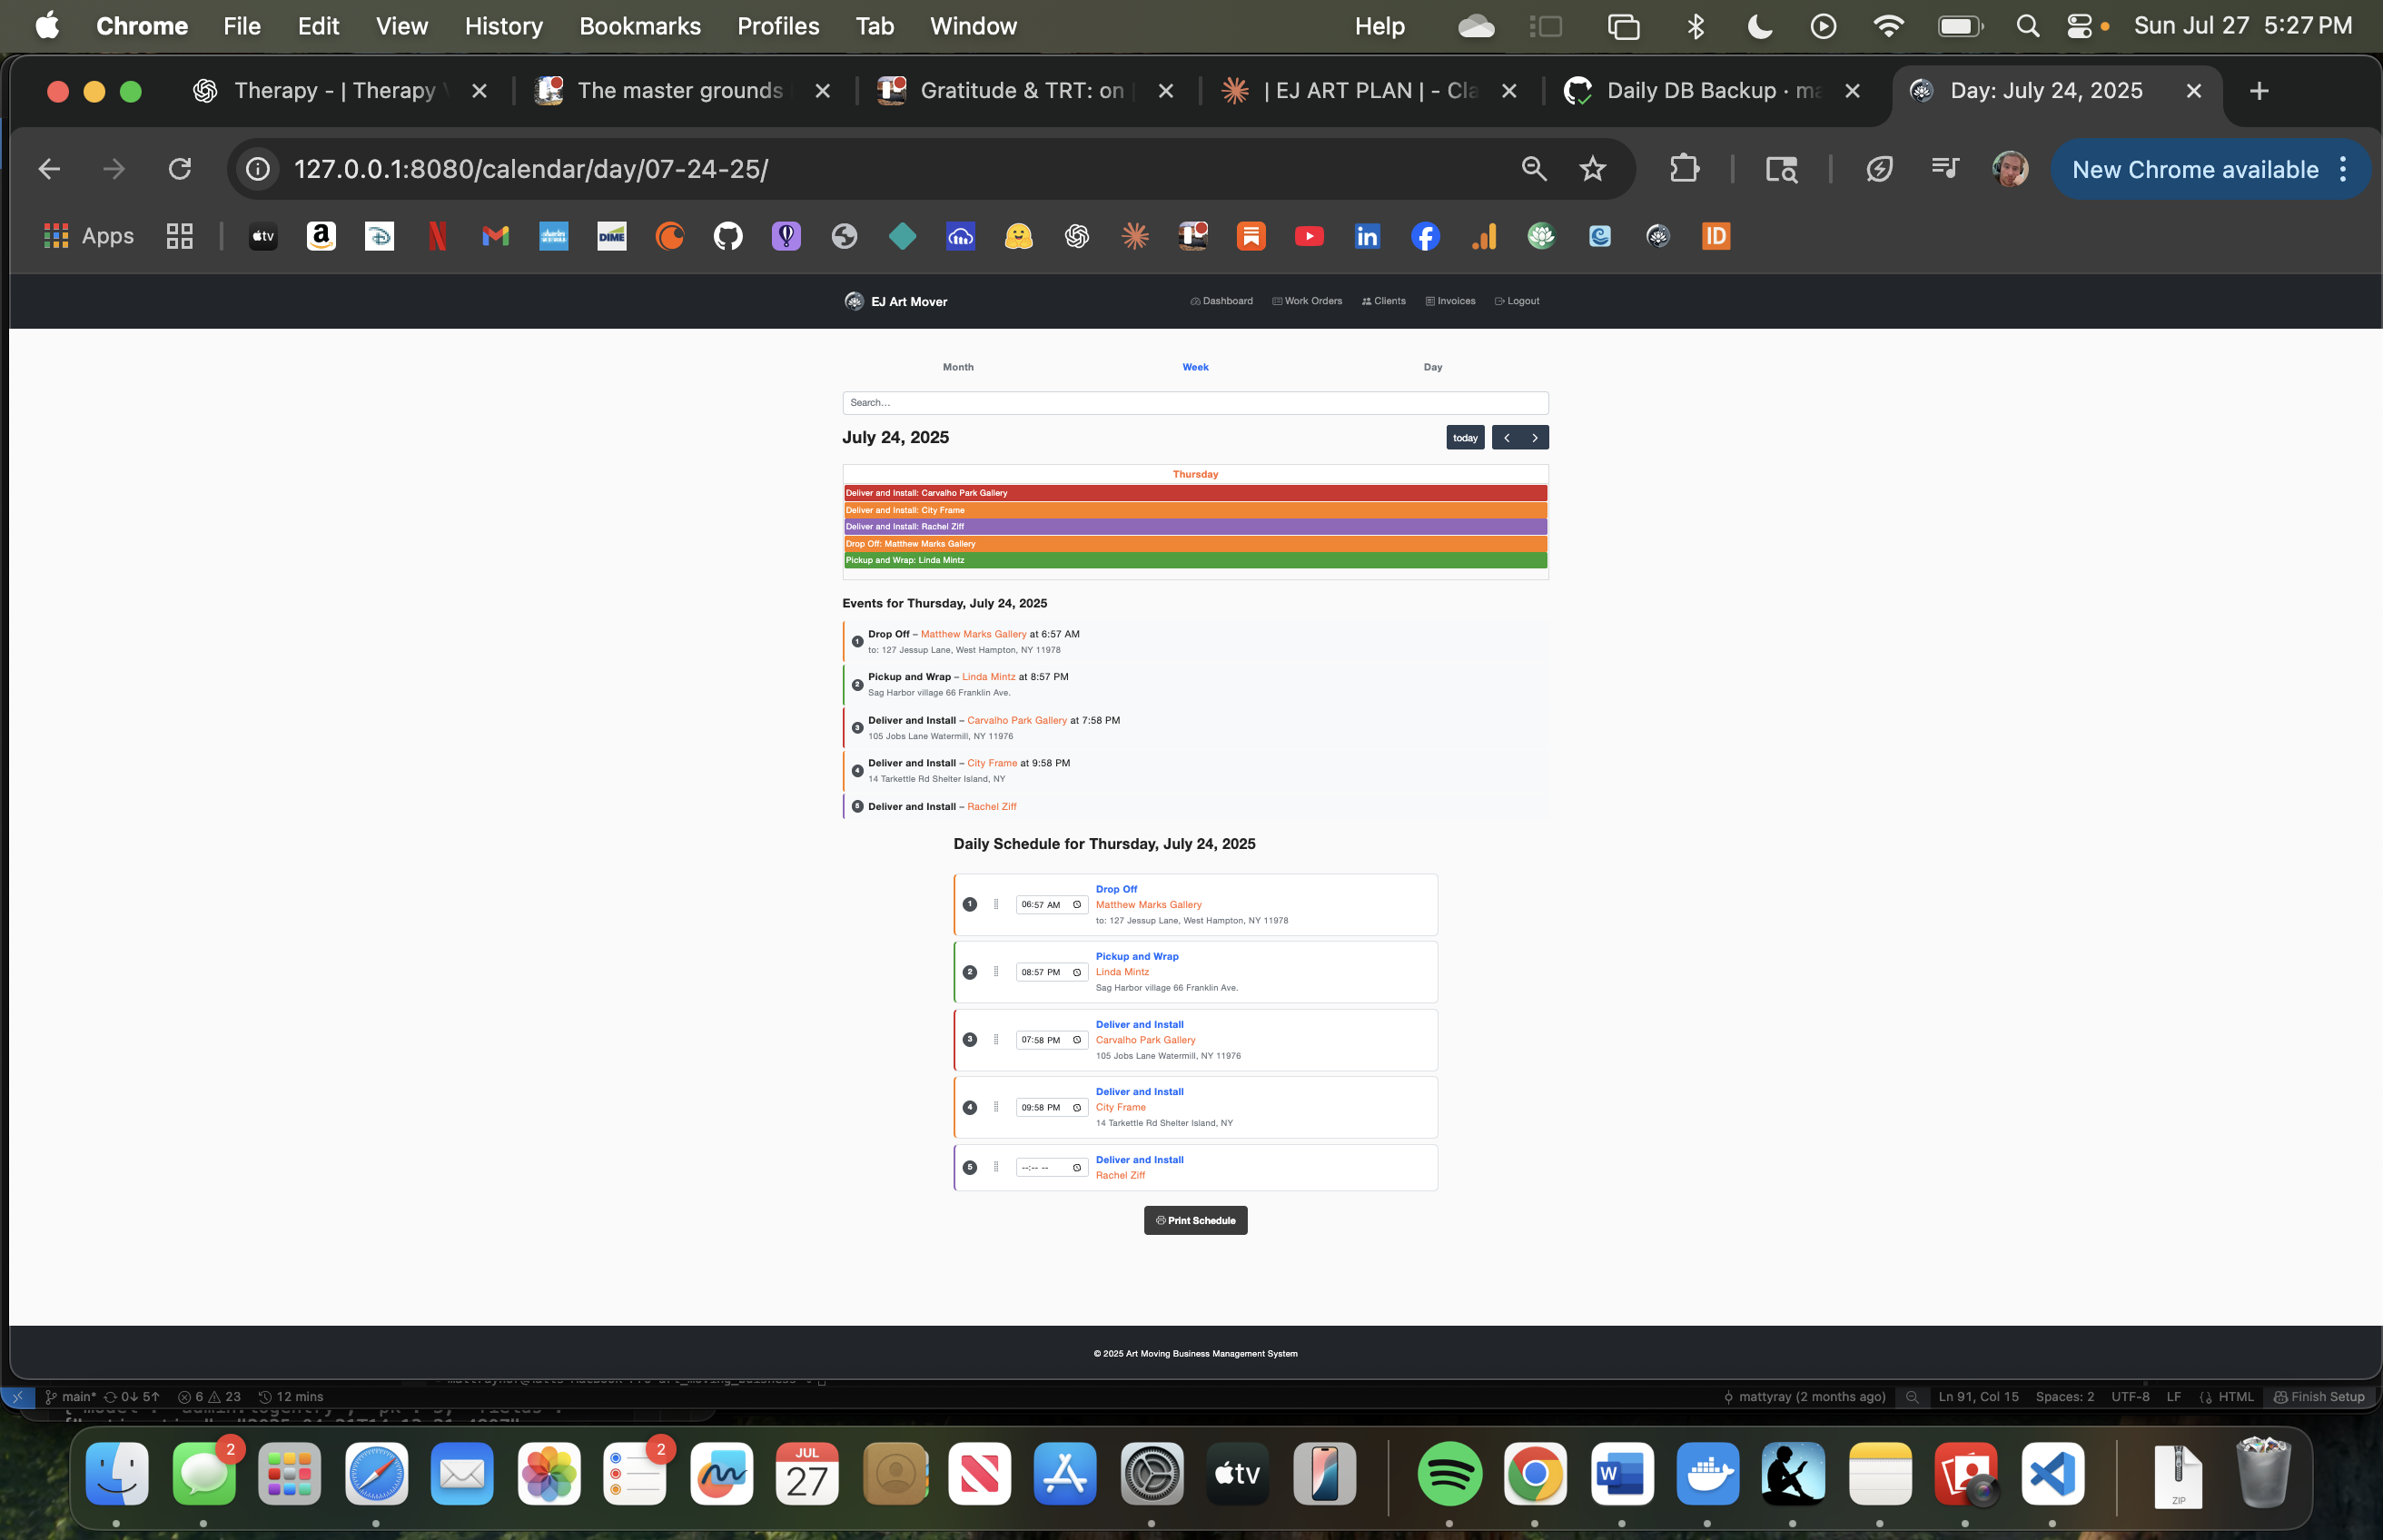 Chrome File Edit View History Bookmarks Profiles Tab Window Help Sun Jul 27 5:27 PM
Therapy - | Therapy The master grounds Gratitude & TRT: on | EJ ART PLAN | - Cla Daily DB Backup · ma Day: July 24, 2025
127.0.0.1:8080/calendar/day/07-24-25/ New Chrome available
Apps tv a N DIME in f ID
EJ Art Mover Dashboard Work Orders Clients Invoices Logout
Month Week Day
Search...
July 24, 2025 today
Thursday
Deliver and Install: Carvalho Park Gallery
Deliver and Install: City Frame
Deliver and Install: Rachel Ziff
Drop Off: Matthew Marks Gallery
Pickup and Wrap: Linda Mintz
Events for Thursday, July 24, 2025
1 Drop Off – Matthew Marks Gallery at 6:57 AM
to: 127 Jessup Lane, West Hampton, NY 11978
2 Pickup and Wrap – Linda Mintz at 8:57 PM
Sag Harbor village 66 Franklin Ave.
3 Deliver and Install – Carvalho Park Gallery at 7:58 PM
105 Jobs Lane Watermill, NY 11976
4 Deliver and Install – City Frame at 9:58 PM
14 Tarkettle Rd Shelter Island, NY
5 Deliver and Install – Rachel Ziff
Daily Schedule for Thursday, July 24, 2025
Drop Off
1 06:57 AM Matthew Marks Gallery
to: 127 Jessup Lane, West Hampton, NY 11978
Pickup and Wrap
2 08:57 PM Linda Mintz
Sag Harbor village 66 Franklin Ave.
Deliver and Install
3 07:58 PM Carvalho Park Gallery
105 Jobs Lane Watermill, NY 11976
Deliver and Install
4 09:58 PM City Frame
14 Tarkettle Rd Shelter Island, NY
Deliver and Install
5 --:-- -- Rachel Ziff
Print Schedule
© 2025 Art Moving Business Management System
main* 0↓ 5↑ 6 23 12 mins mattyray (2 months ago) Ln 91, Col 15 Spaces: 2 UTF-8 LF HTML Finish Setup
2 2 JUL 27 tv W ZIP